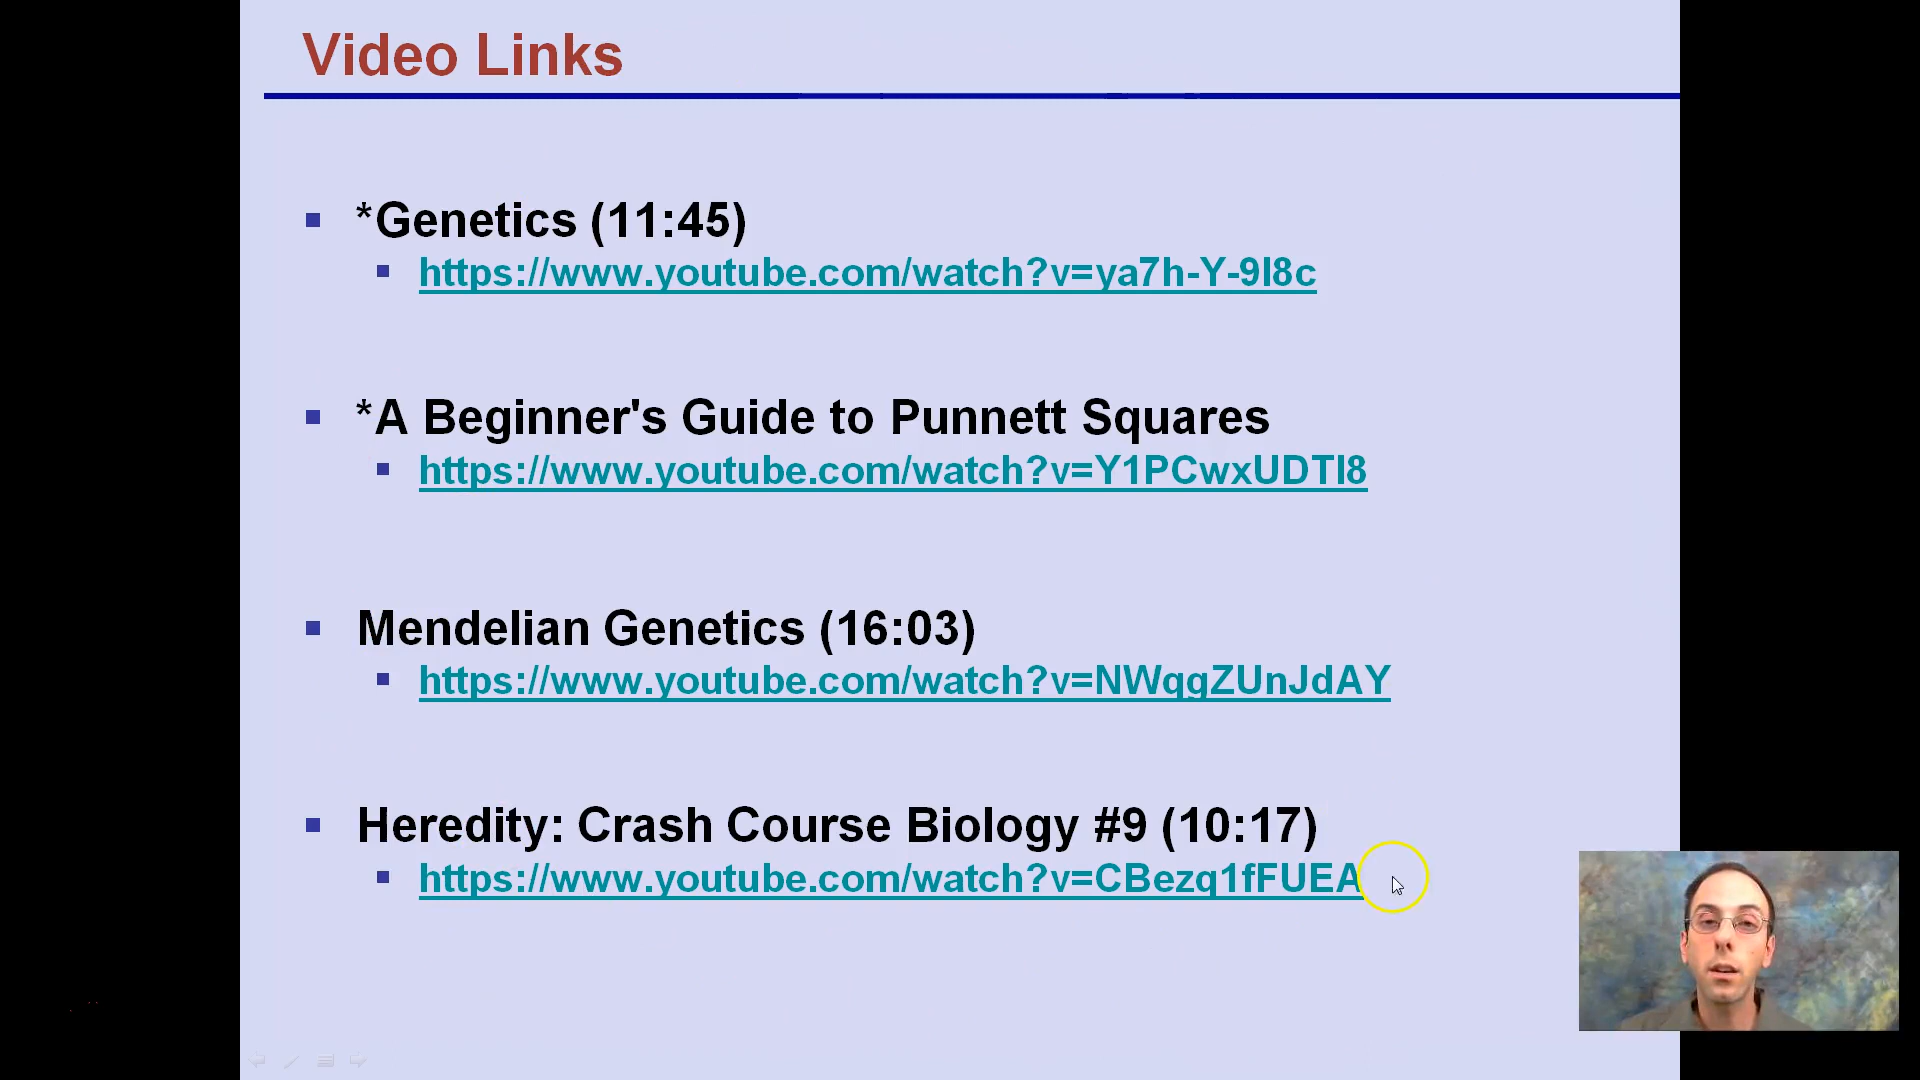 Video Links
*Genetics (11:45)
https://www.youtube.com/watch?v=ya7h-Y-9I8c
*A Beginner's Guide to Punnett Squares
https://www.youtube.com/watch?v=Y1PCwxUDTI8
Mendelian Genetics (16:03)
https://www.youtube.com/watch?v=NWqgZUnJdAY
Heredity: Crash Course Biology #9 (10:17)
https://www.youtube.com/watch?v=CBezq1fFUEA